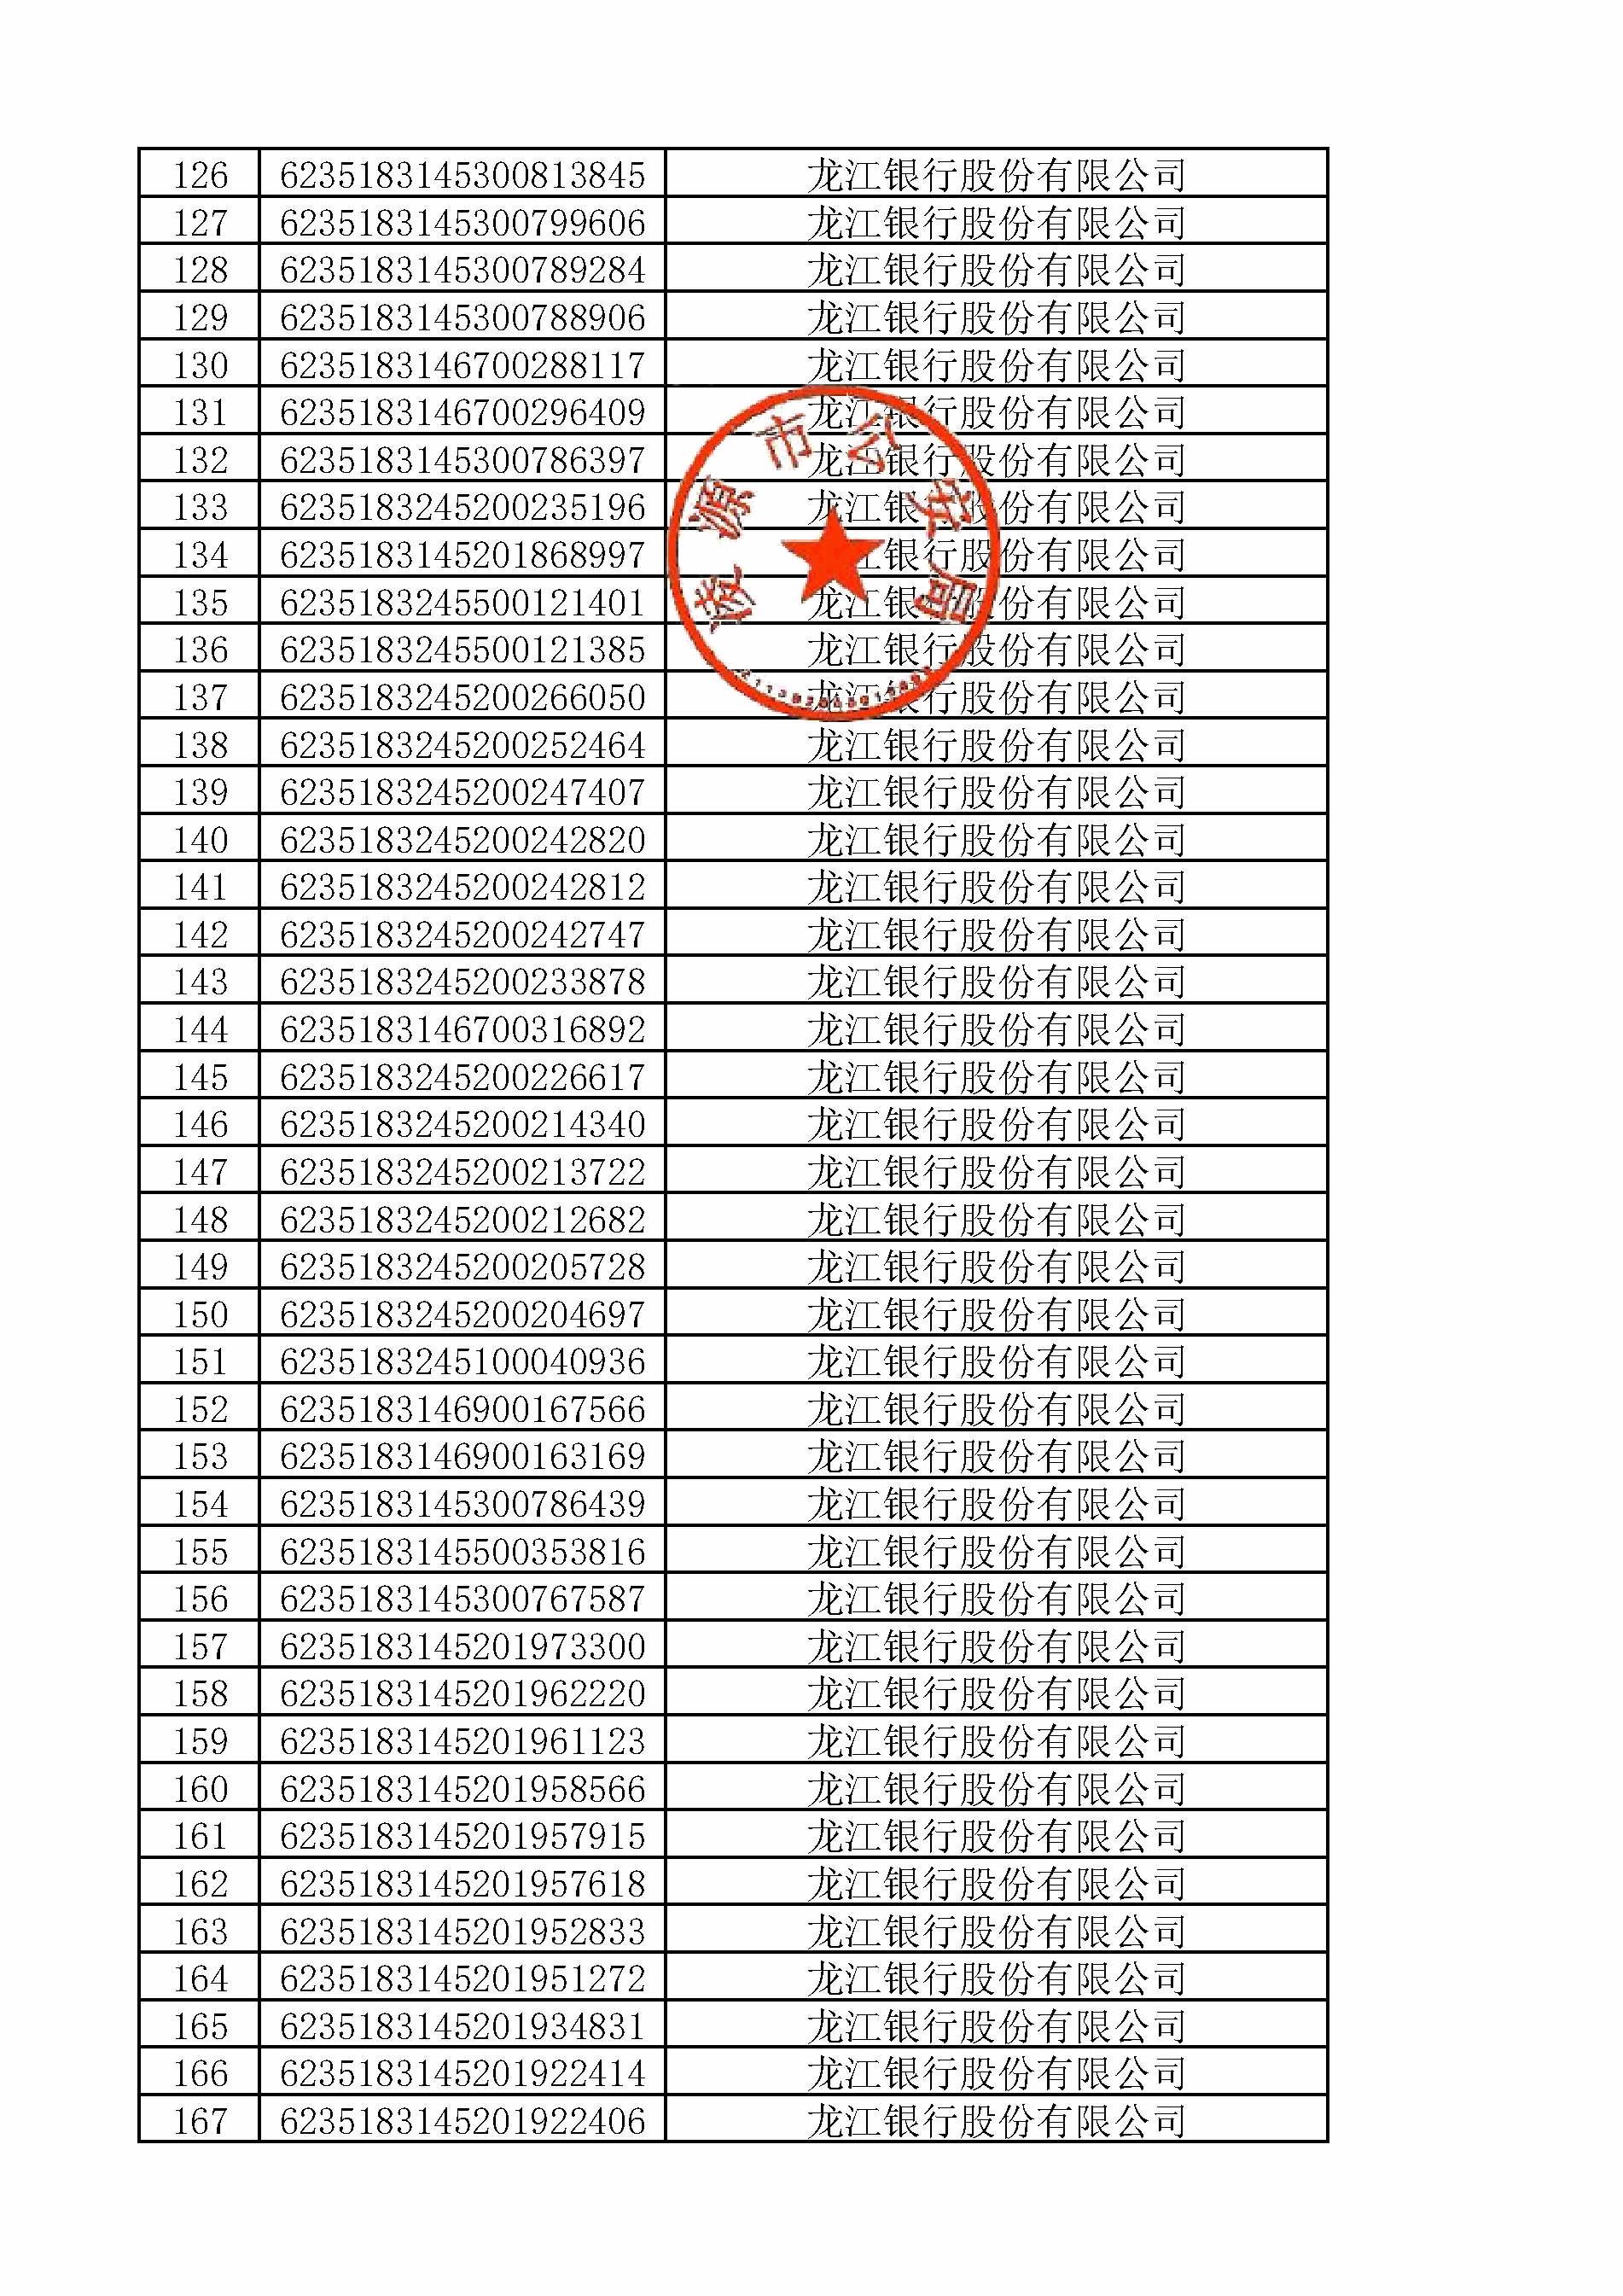 126 6235183145300813845 龙江银行股份有限公司
127 6235183145300799606 龙江银行股份有限公司
128 6235183145300789284 龙江银行股份有限公司
129 6235183145300788906 龙江银行股份有限公司
130 6235183146700288117 龙江银行股份有限公司
131 6235183146700296409 龙江银行股份有限公司
132 6235183145300786397 龙江银行股份有限公司
133 6235183245200235196 龙江银行股份有限公司
134 6235183145201868997 龙江银行股份有限公司
135 6235183245500121401 龙江银行股份有限公司
136 6235183245500121385 龙江银行股份有限公司
137 6235183245200266050 龙江银行股份有限公司
凌源市公安局
138 6235183245200252464 龙江银行股份有限公司
139 6235183245200247407 龙江银行股份有限公司
140 6235183245200242820 龙江银行股份有限公司
141 6235183245200242812 龙江银行股份有限公司
142 6235183245200242747 龙江银行股份有限公司
143 6235183245200233878 龙江银行股份有限公司
144 6235183146700316892 龙江银行股份有限公司
145 6235183245200226617 龙江银行股份有限公司
146 6235183245200214340 龙江银行股份有限公司
147 6235183245200213722 龙江银行股份有限公司
148 6235183245200212682 龙江银行股份有限公司
149 6235183245200205728 龙江银行股份有限公司
150 6235183245200204697 龙江银行股份有限公司
151 6235183245100040936 龙江银行股份有限公司
152 6235183146900167566 龙江银行股份有限公司
153 6235183146900163169 龙江银行股份有限公司
154 6235183145300786439 龙江银行股份有限公司
155 6235183145500353816 龙江银行股份有限公司
156 6235183145300767587 龙江银行股份有限公司
157 6235183145201973300 龙江银行股份有限公司
158 6235183145201962220 龙江银行股份有限公司
159 6235183145201961123 龙江银行股份有限公司
160 6235183145201958566 龙江银行股份有限公司
161 6235183145201957915 龙江银行股份有限公司
162 6235183145201957618 龙江银行股份有限公司
163 6235183145201952833 龙江银行股份有限公司
164 6235183145201951272 龙江银行股份有限公司
165 6235183145201934831 龙江银行股份有限公司
166 6235183145201922414 龙江银行股份有限公司
167 6235183145201922406 龙江银行股份有限公司